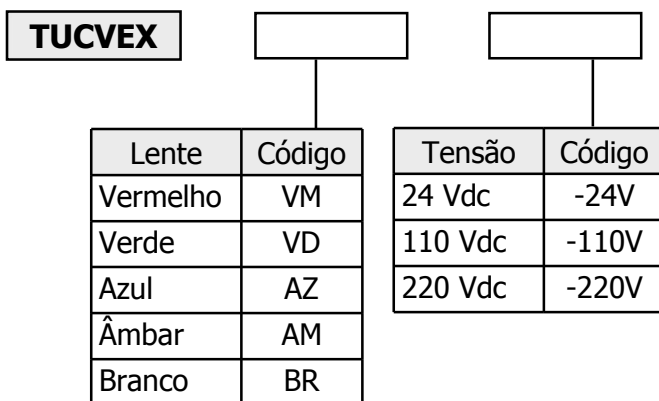 TUCVEX
Lente Código
Vermelho VM
Verde VD
Azul AZ
Âmbar AM
Branco BR
Tensão Código
24 Vdc -24V
110 Vdc -110V
220 Vdc -220V